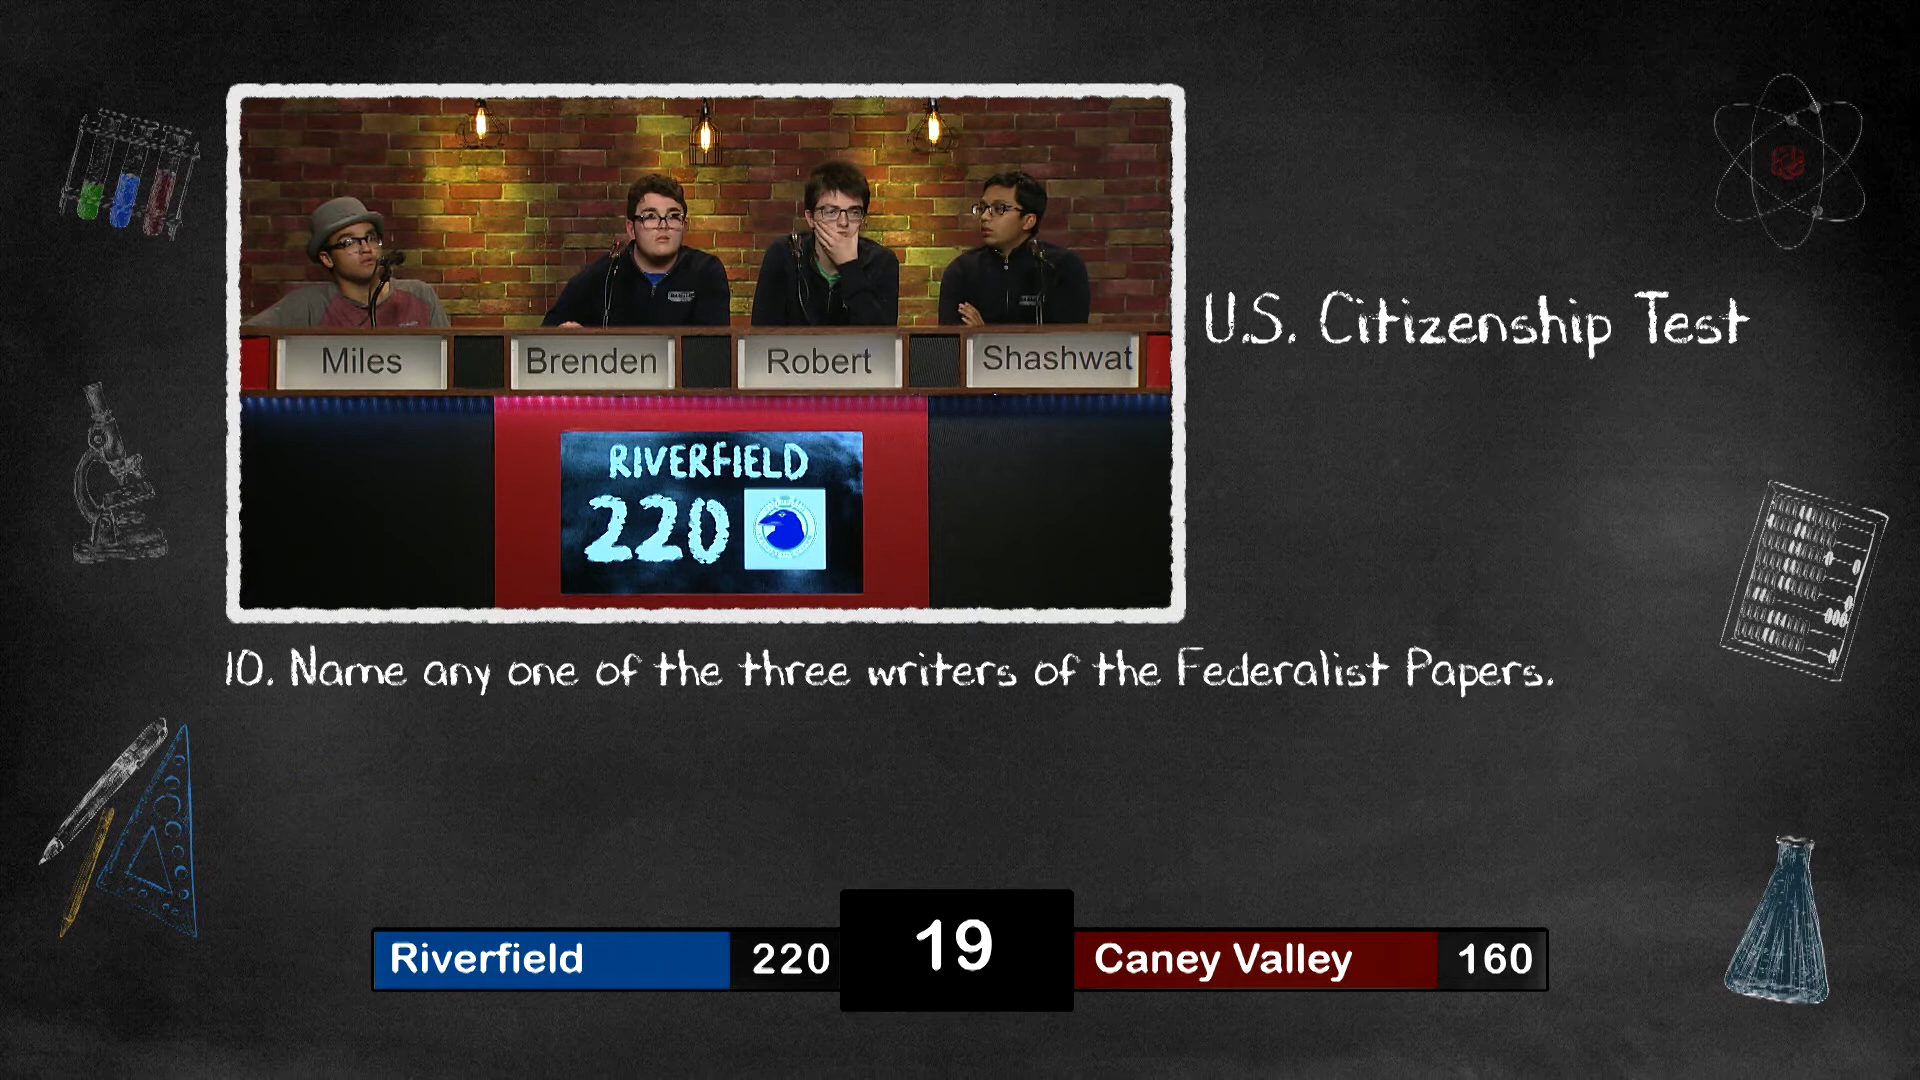 U.S. Citizenship Test
Miles
Brenden
Robert
Shashwat
RIVERFIELD
220
10. Name any one of the three writers of the Federalist Papers.
Riverfield 220 19 Caney Valley 160